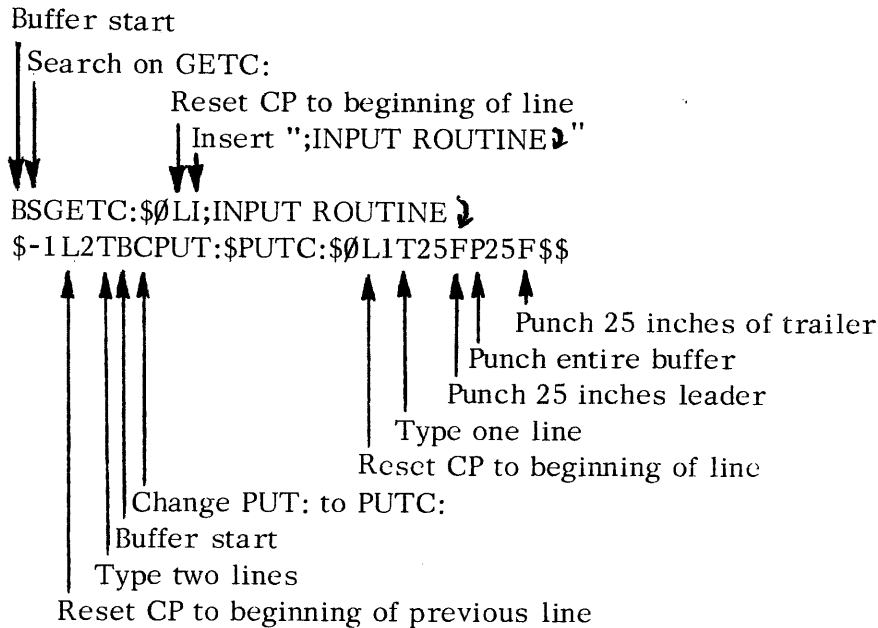 Buffer start
Search on GETC:
Reset CP to beginning of line
Insert ";INPUT ROUTINE⤸"
BSGETC:$ØLI;INPUT ROUTINE⤸
$-1L2TBCPUT:$PUTC:$ØL1T25FP25F$$
Punch 25 inches of trailer
Punch entire buffer
Punch 25 inches leader
Type one line
Reset CP to beginning of line
Change PUT: to PUTC:
Buffer start
Type two lines
Reset CP to beginning of previous line